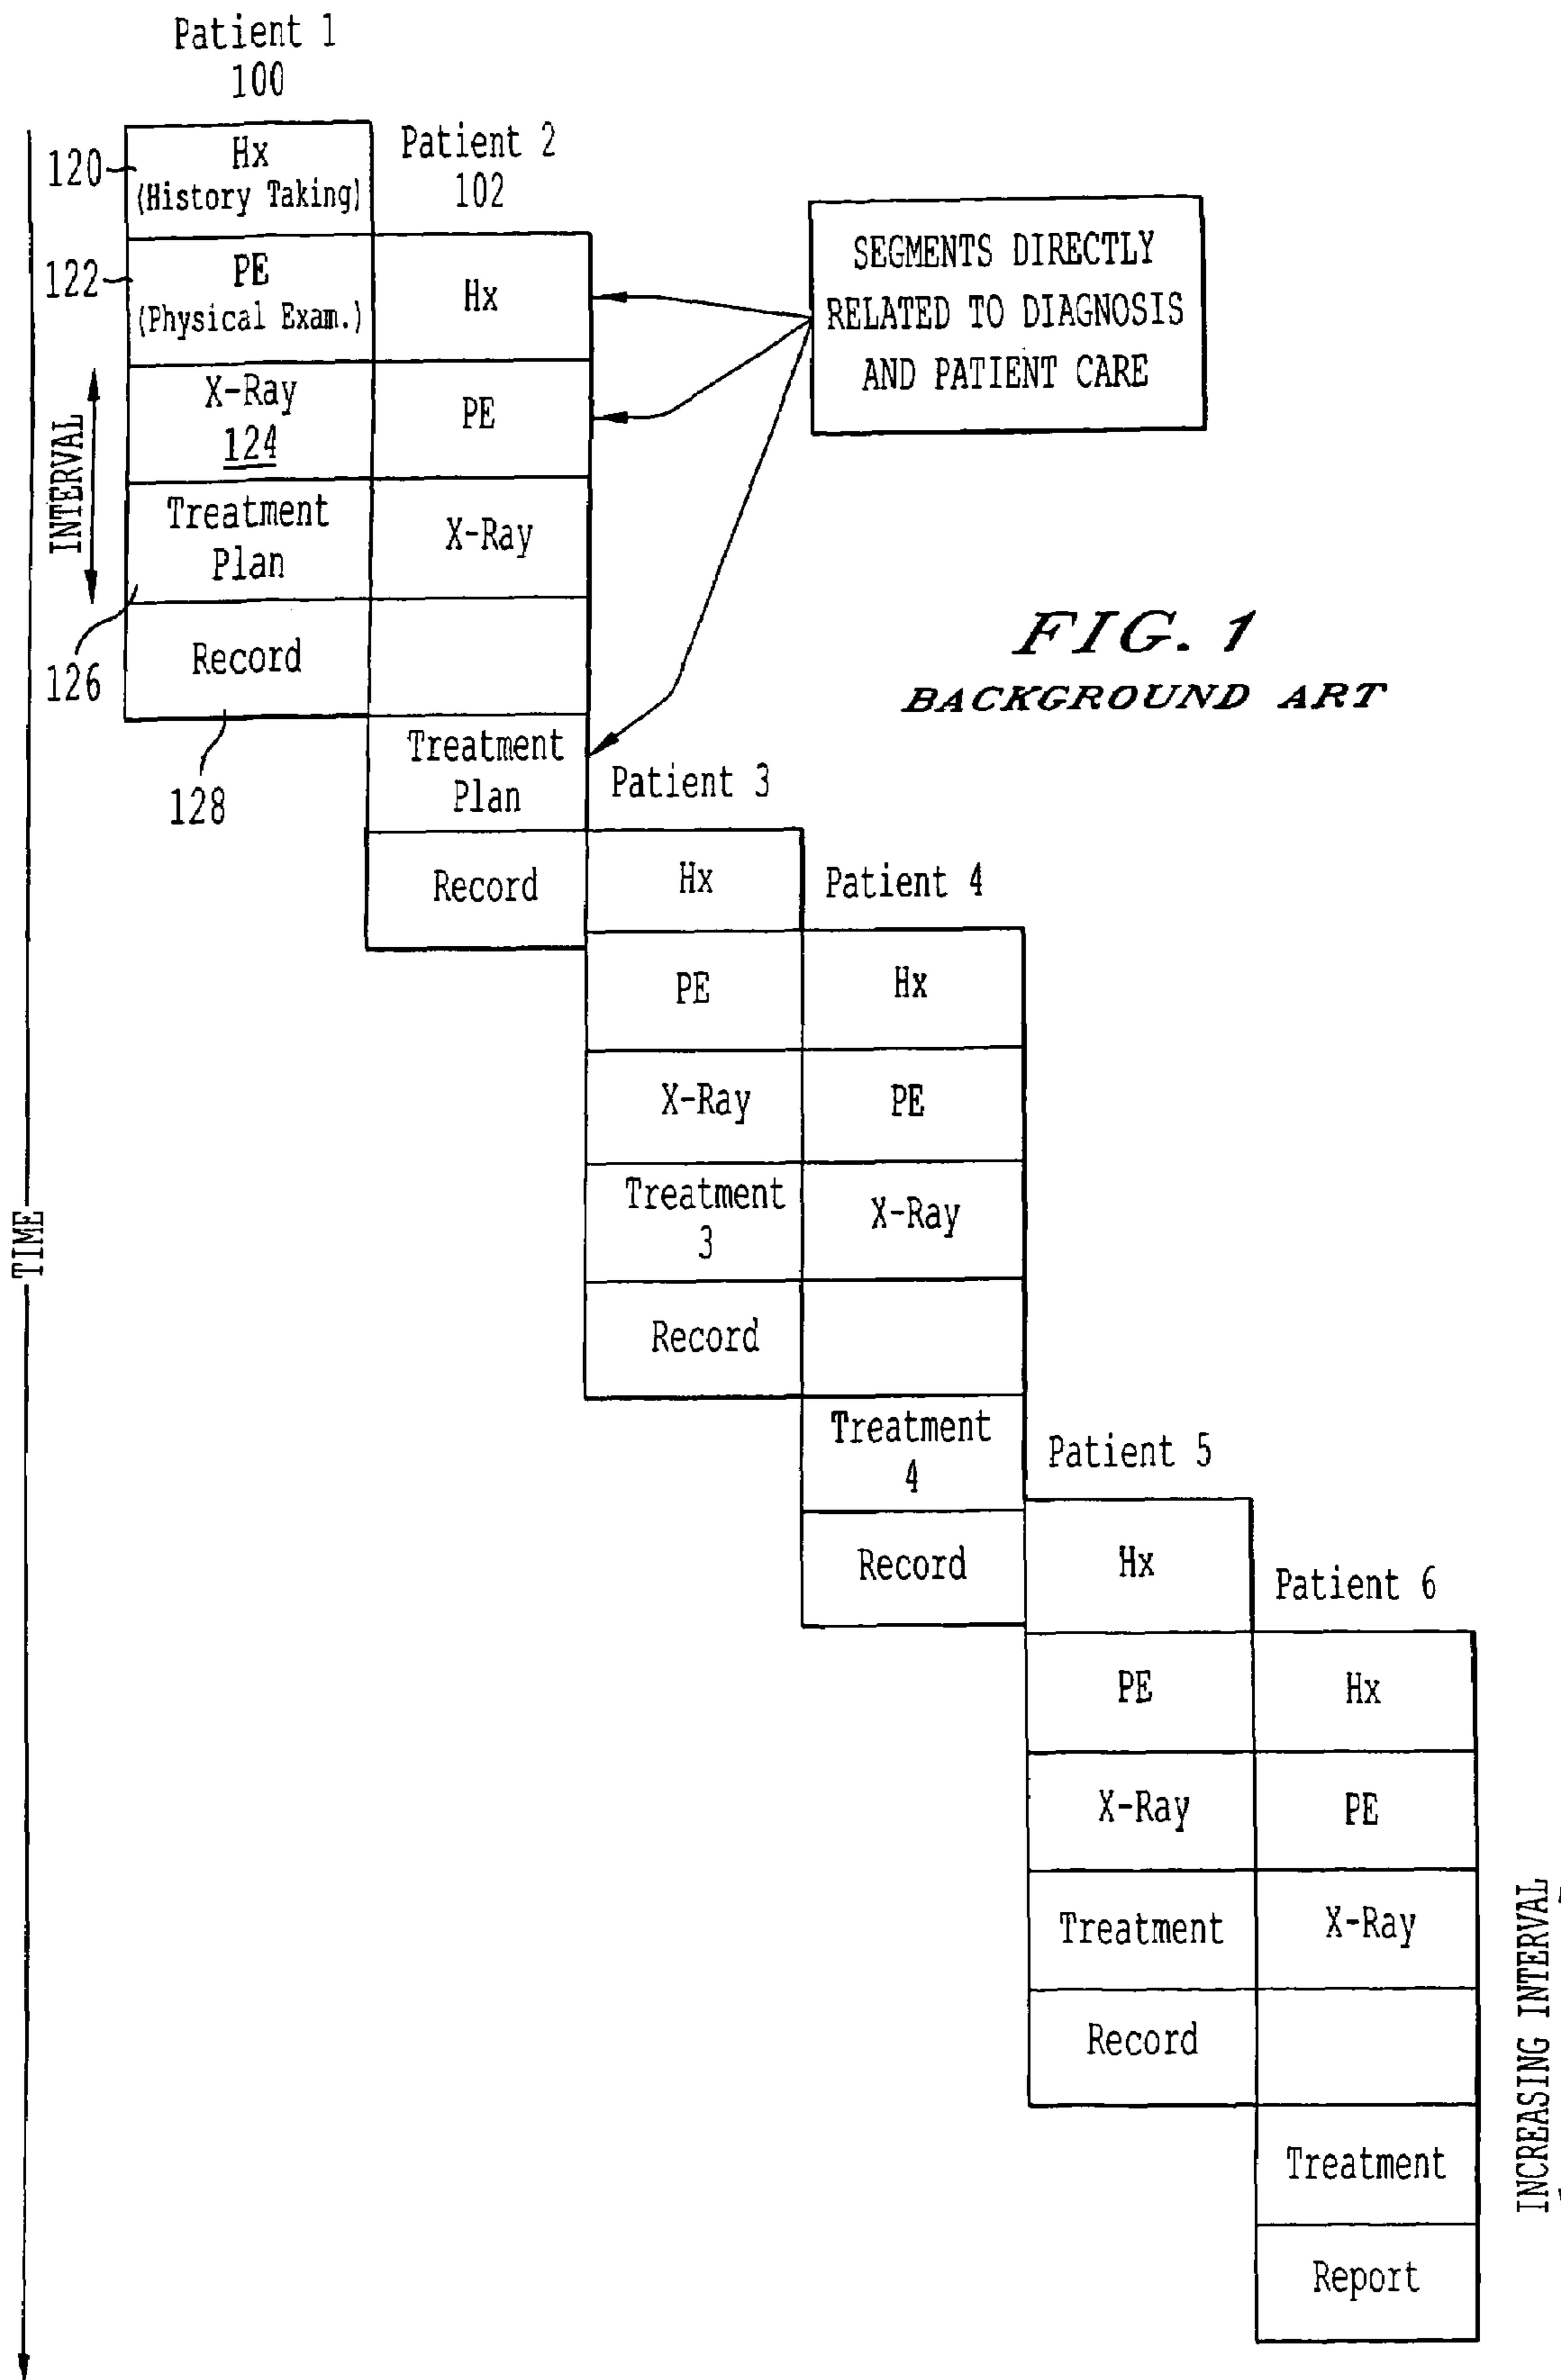 Patient 1
100
120
Hx
(History Taking)
Patient 2
102
122
PE
(Physical Exam.)
Hx
SEGMENTS DIRECTLY
RELATED TO DIAGNOSIS
AND PATIENT CARE
INTERVAL
X-Ray
124
PE
Treatment
Plan
X-Ray
126
Record
128
FIG. 1
BACKGROUND ART
Treatment
Plan
Patient 3
Record
Hx
Patient 4
PE
Hx
X-Ray
PE
TIME
Treatment
3
X-Ray
Record
Treatment
4
Patient 5
Record
Hx
Patient 6
PE
Hx
X-Ray
PE
Treatment
X-Ray
INCREASING INTERVAL
Record
Treatment
Report